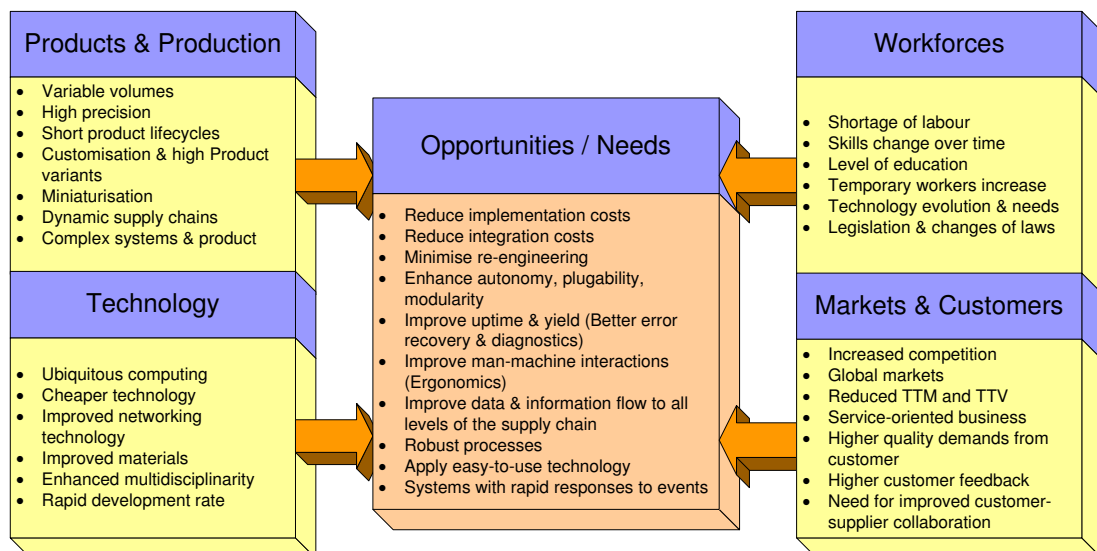 Products & Production
• Variable volumes
• High precision
• Short product lifecycles
• Customisation & high Product
variants
• Miniaturisation
• Dynamic supply chains
• Complex systems & product
Technology
• Ubiquitous computing
• Cheaper technology
• Improved networking
technology
• Improved materials
• Enhanced multidisciplinarity
• Rapid development rate
Opportunities / Needs
• Reduce implementation costs
• Reduce integration costs
• Minimise re-engineering
• Enhance autonomy, plugability,
modularity
• Improve uptime & yield (Better error
recovery & diagnostics)
• Improve man-machine interactions
(Ergonomics)
• Improve data & information flow to all
levels of the supply chain
• Robust processes
• Apply easy-to-use technology
• Systems with rapid responses to events
Workforces
• Shortage of labour
• Skills change over time
• Level of education
• Temporary workers increase
• Technology evolution & needs
• Legislation & changes of laws
Markets & Customers
• Increased competition
• Global markets
• Reduced TTM and TTV
• Service-oriented business
• Higher quality demands from
customer
• Higher customer feedback
• Need for improved customer-
supplier collaboration